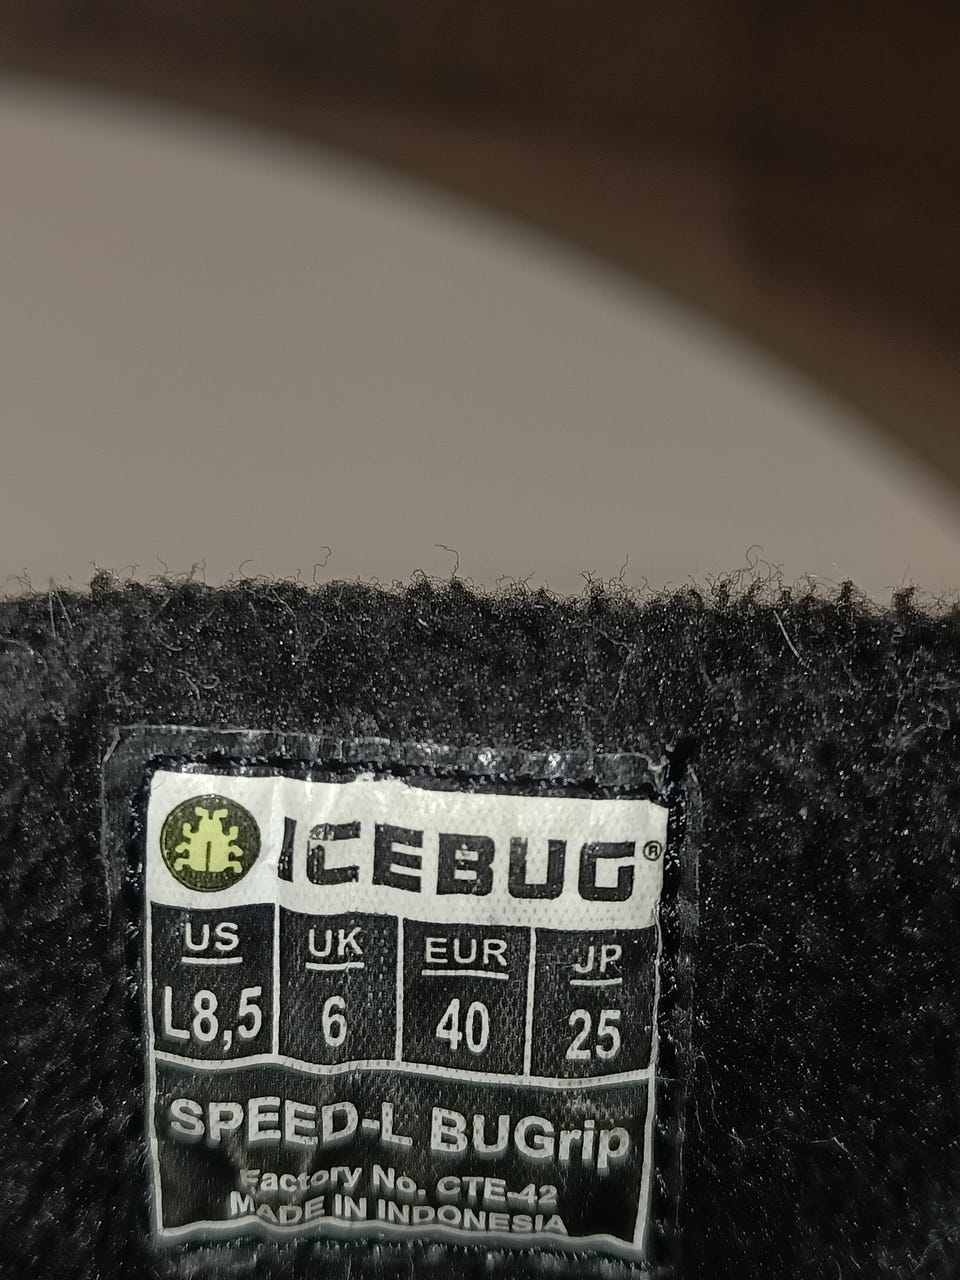 ICEBUG®
US UK EUR JP
L8,5 6 40 25
SPEED-L BUGrip
Factory No. CTE-42
MADE IN INDONESIA